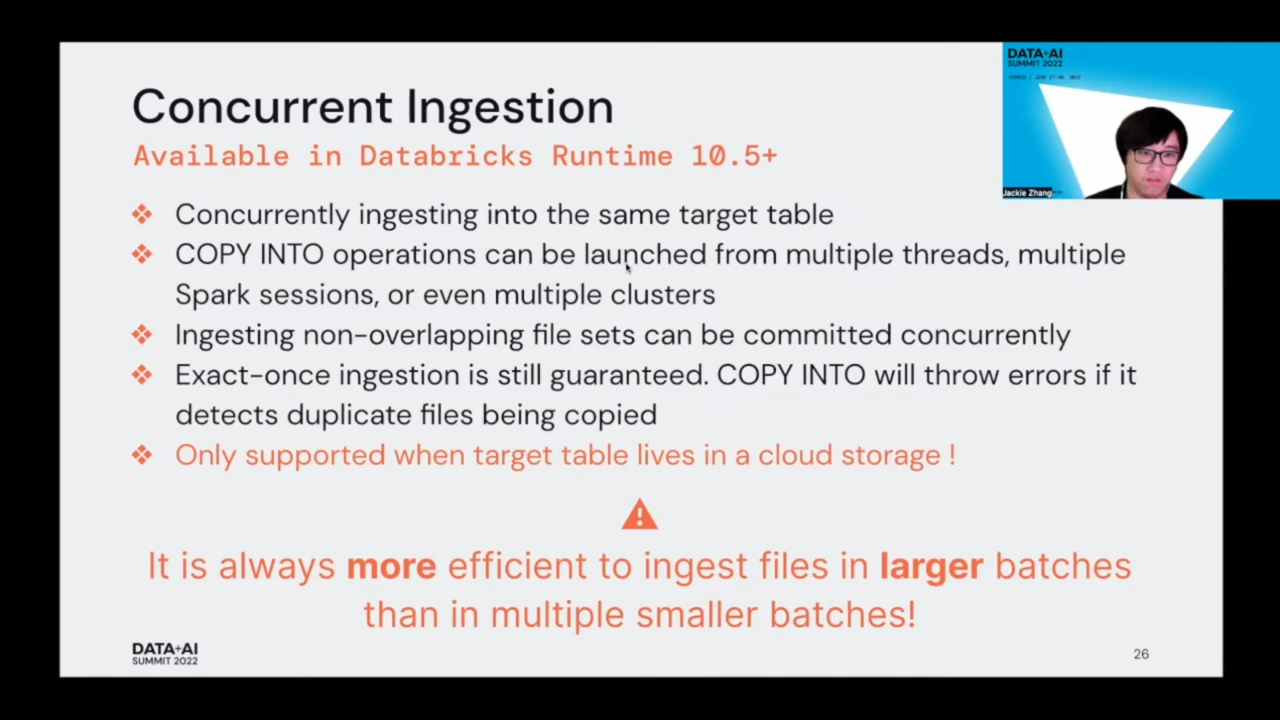 DATA+AI
SUMMIT 2022
Jackie Zhang
Concurrent Ingestion
Available in Databricks Runtime 10.5+
Concurrently ingesting into the same target table
COPY INTO operations can be launched from multiple threads, multiple
Spark sessions, or even multiple clusters
Ingesting non-overlapping file sets can be committed concurrently
Exact-once ingestion is still guaranteed. COPY INTO will throw errors if it
detects duplicate files being copied
Only supported when target table lives in a cloud storage !
It is always more efficient to ingest files in larger batches
than in multiple smaller batches!
DATA+AI
SUMMIT 2022
26